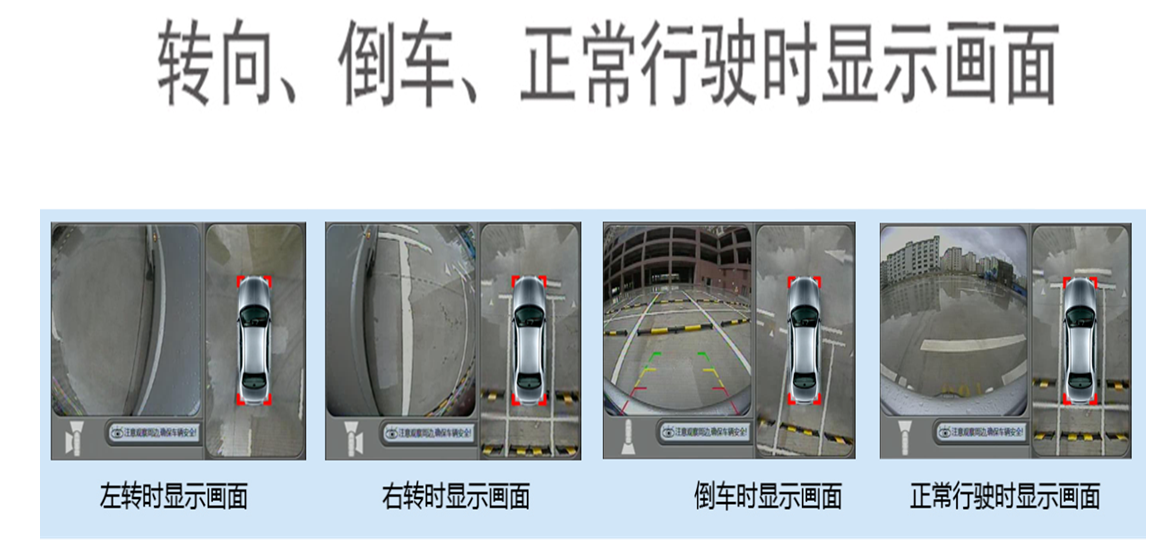 转向、倒车、正常行驶时显示画面
注意观察周边,确保车辆安全!
注意观察周边,确保车辆安全!
注意观察周边,确保车辆安全!
注意观察周边,确保车辆安全!
左转时显示画面
右转时显示画面
倒车时显示画面
正常行驶时显示画面